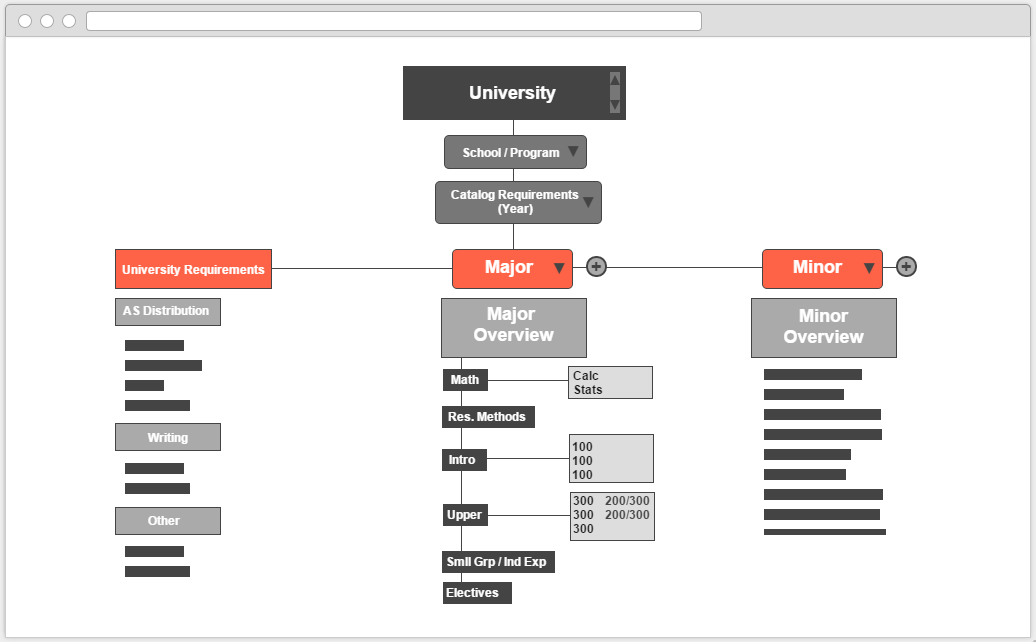 University
School / Program
Catalog Requirements
(Year)
University Requirements
Major
Minor
AS Distribution
Writing
Other
Major
Overview
Math
Calc
Stats
Res. Methods
Intro
100
100
100
Upper
300 200/300
300 200/300
300
Smll Grp / Ind Exp
Electives
Minor
Overview